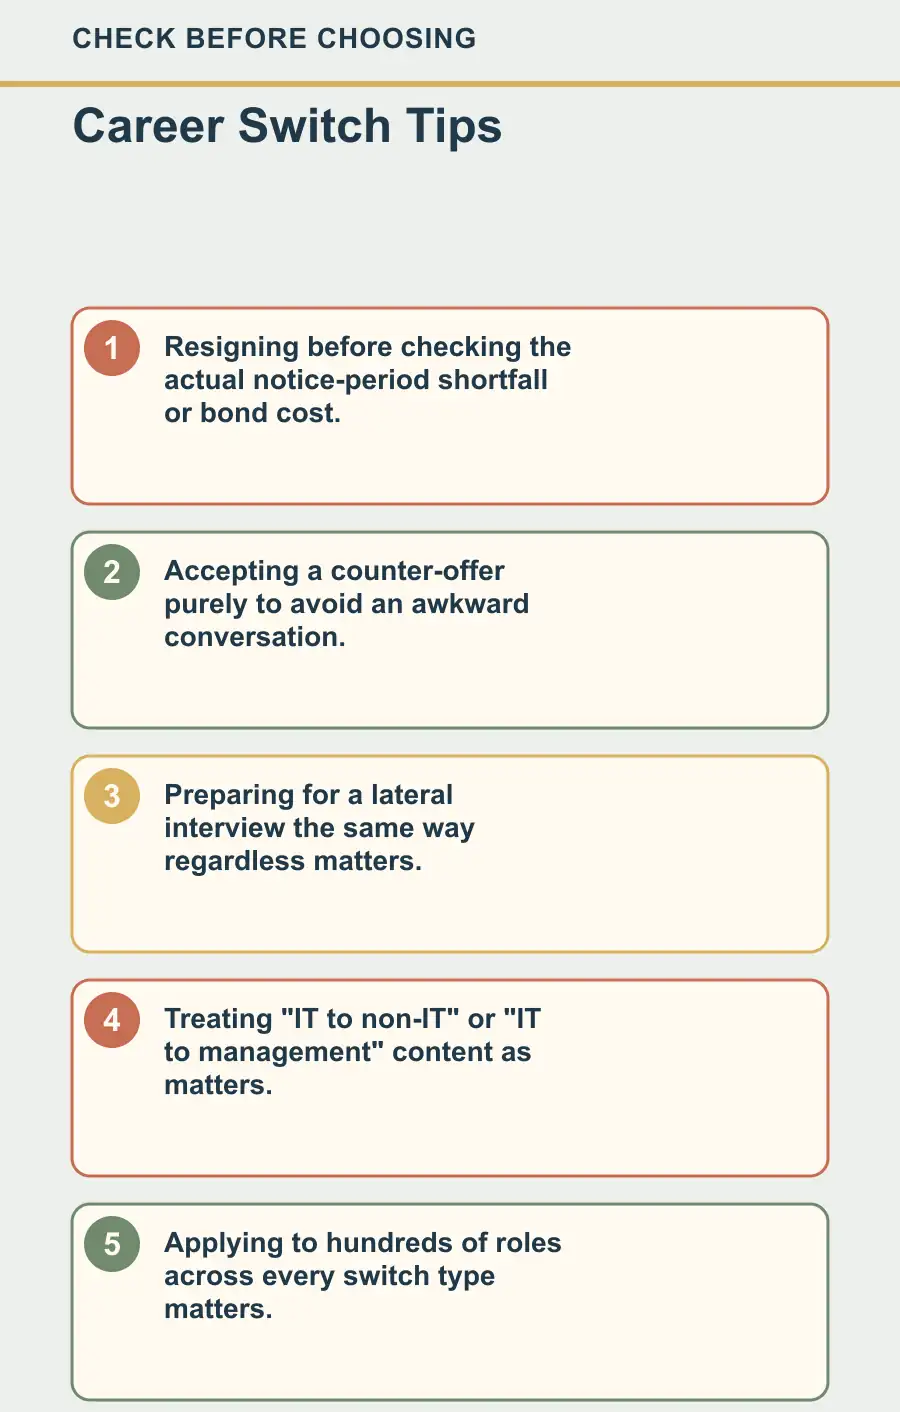 CHECK BEFORE CHOOSING
Career Switch Tips
1
Resigning before checking the
actual notice-period shortfall
or bond cost.
2
Accepting a counter-offer
purely to avoid an awkward
conversation.
3
Preparing for a lateral
interview the same way
regardless matters.
4
Treating "IT to non-IT" or "IT
to management" content as
matters.
5
Applying to hundreds of roles
across every switch type
matters.